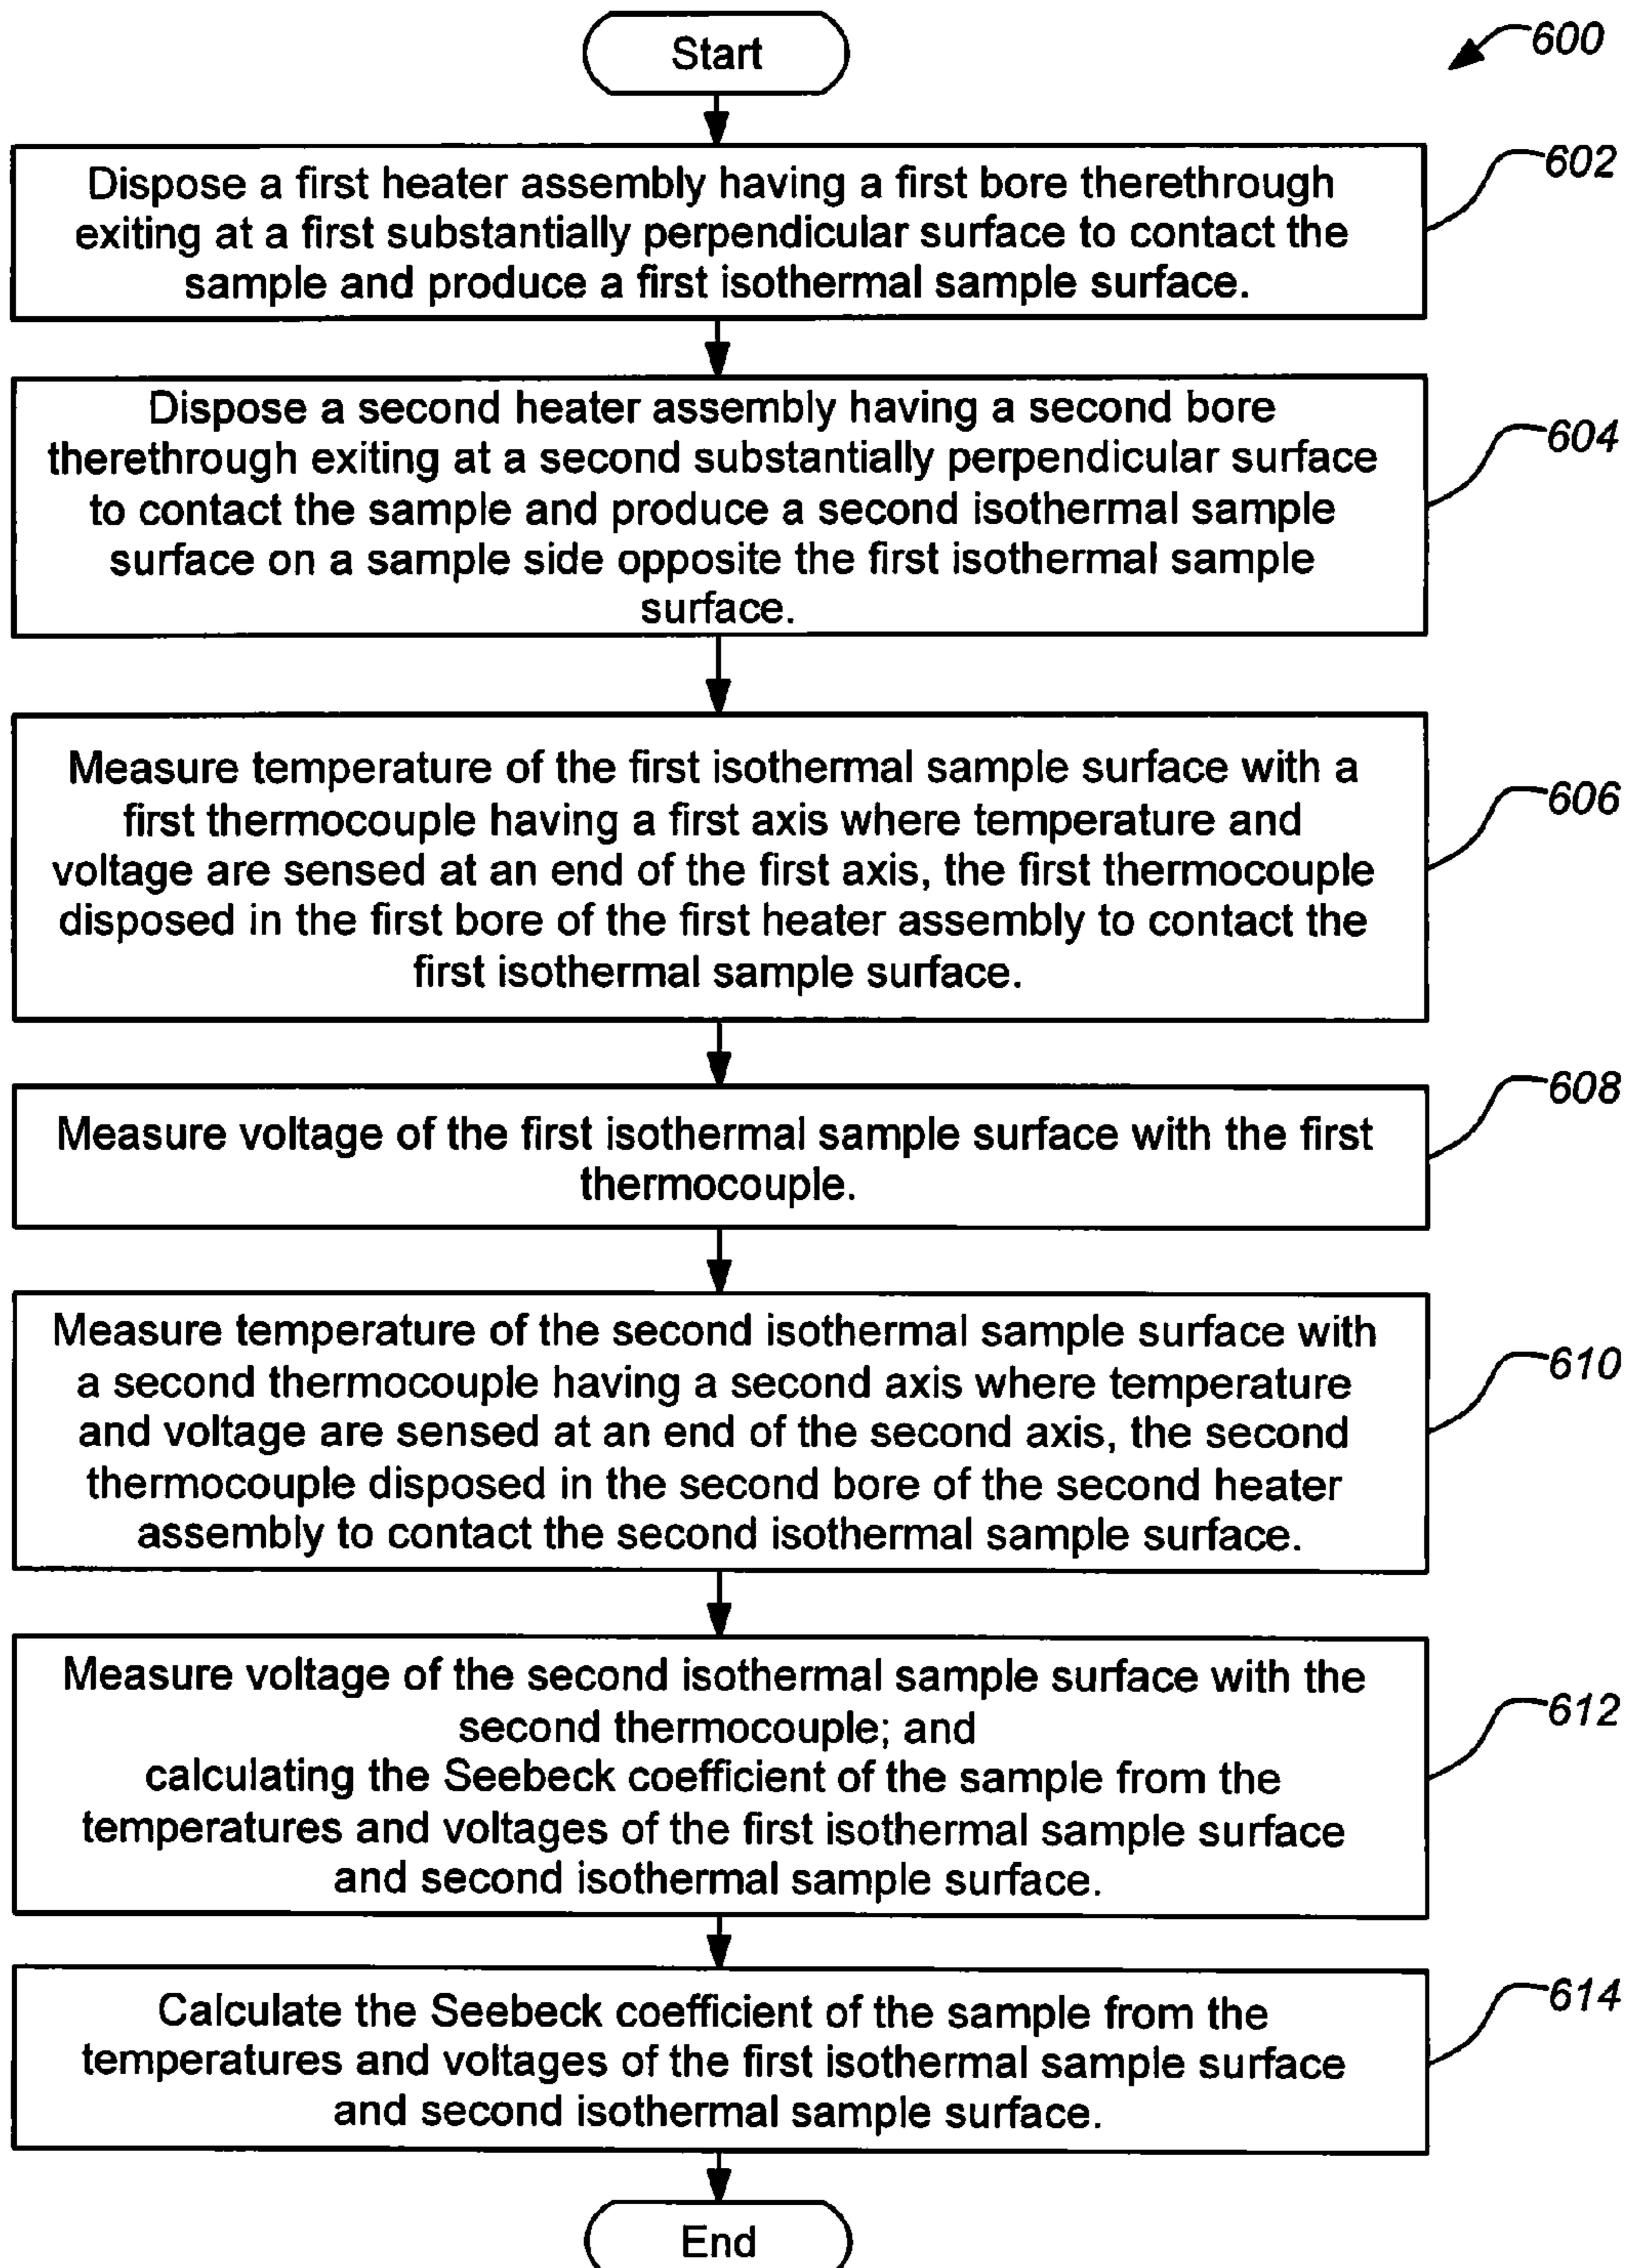 Start
600
Dispose a first heater assembly having a first bore therethrough
exiting at a first substantially perpendicular surface to contact the
sample and produce a first isothermal sample surface.
602
Dispose a second heater assembly having a second bore
therethrough exiting at a second substantially perpendicular surface
to contact the sample and produce a second isothermal sample
surface on a sample side opposite the first isothermal sample
surface.
604
Measure temperature of the first isothermal sample surface with a
first thermocouple having a first axis where temperature and
voltage are sensed at an end of the first axis, the first thermocouple
disposed in the first bore of the first heater assembly to contact the
first isothermal sample surface.
606
Measure voltage of the first isothermal sample surface with the first
thermocouple.
608
Measure temperature of the second isothermal sample surface with
a second thermocouple having a second axis where temperature
and voltage are sensed at an end of the second axis, the second
thermocouple disposed in the second bore of the second heater
assembly to contact the second isothermal sample surface.
610
Measure voltage of the second isothermal sample surface with the
second thermocouple; and
calculating the Seebeck coefficient of the sample from the
temperatures and voltages of the first isothermal sample surface
and second isothermal sample surface.
612
Calculate the Seebeck coefficient of the sample from the
temperatures and voltages of the first isothermal sample surface
and second isothermal sample surface.
614
End